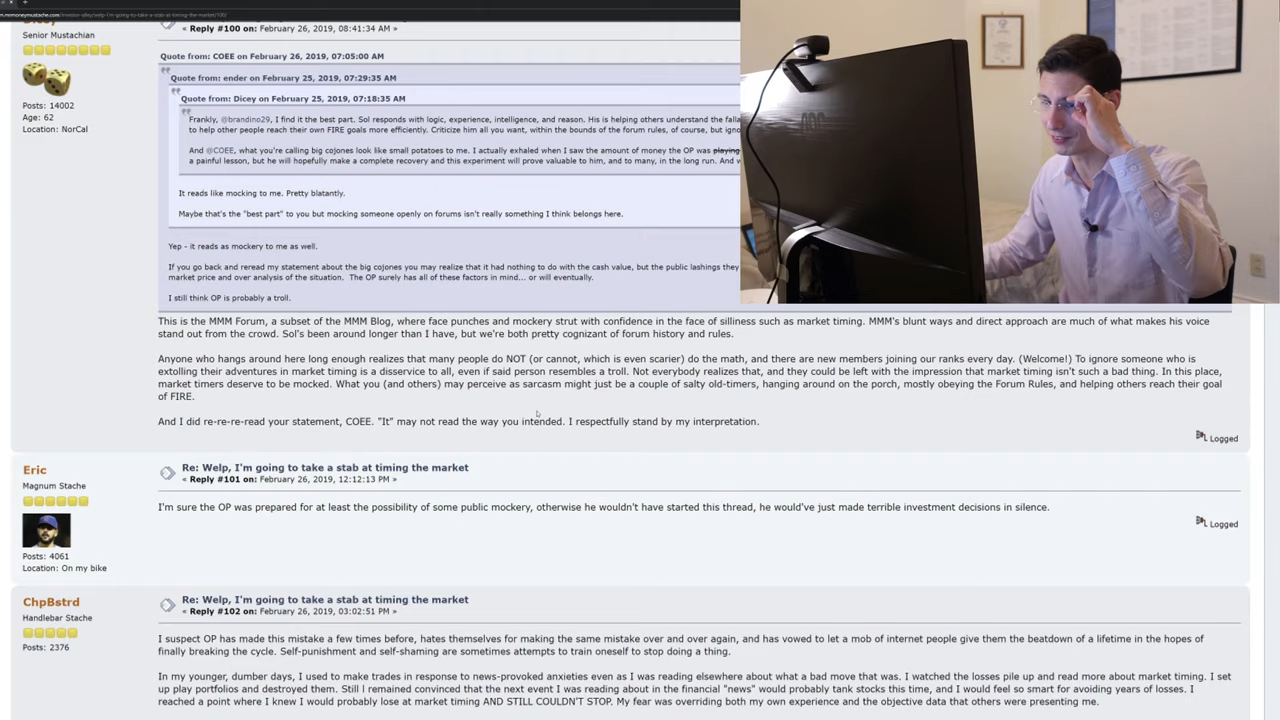 m.mrmoneymustache.com/investor-alley/welp-i'm-going-to-take-a-stab-at-timing-the-market/100/
Senior Mustachian
Posts: 14002
Age: 62
Location: NorCal
« Reply #100 on: February 26, 2019, 08:41:34 AM »
Quote from: COEE on February 26, 2019, 07:05:00 AM
Quote from: ender on February 25, 2019, 07:29:35 AM
Quote from: Dicey on February 25, 2019, 07:18:35 AM
Frankly, @brandino29, I find it the best part. Sol responds with logic, experience, intelligence, and reason. His is helping others understand the falla
to help other people reach their own FIRE goals more efficiently. Criticize him all you want, within the bounds of the forum rules, of course, but igno
And @COEE, what you're calling big cojones look like small potatoes to me. I actually exhaled when I saw the amount of money the OP was playing
a painful lesson, but he will hopefully make a complete recovery and this experiment will prove valuable to him, and to many, in the long run. And w
It reads like mocking to me. Pretty blatantly.
Maybe that's the "best part" to you but mocking someone openly on forums isn't really something I think belongs here.
Yep - it reads as mockery to me as well.
If you go back and reread my statement about the big cojones you may realize that it had nothing to do with the cash value, but the public lashings they
market price and over analysis of the situation. The OP surely has all of these factors in mind... or will eventually.
I still think OP is probably a troll.
This is the MMM Forum, a subset of the MMM Blog, where face punches and mockery strut with confidence in the face of silliness such as market timing. MMM's blunt ways and direct approach are much of what makes his voice
stand out from the crowd. Sol's been around longer than I have, but we're both pretty cognizant of forum history and rules.
Anyone who hangs around here long enough realizes that many people do NOT (or cannot, which is even scarier) do the math, and there are new members joining our ranks every day. (Welcome!) To ignore someone who is
extolling their adventures in market timing is a disservice to all, even if said person resembles a troll. Not everybody realizes that, and they could be left with the impression that market timing isn't such a bad thing. In this place,
market timers deserve to be mocked. What you (and others) may perceive as sarcasm might just be a couple of salty old-timers, hanging around on the porch, mostly obeying the Forum Rules, and helping others reach their goal
of FIRE.
And I did re-re-re-read your statement, COEE. "It" may not read the way you intended. I respectfully stand by my interpretation.
Logged
Eric
Magnum Stache
Posts: 4061
Location: On my bike
Re: Welp, I'm going to take a stab at timing the market
« Reply #101 on: February 26, 2019, 12:12:13 PM »
I'm sure the OP was prepared for at least the possibility of some public mockery, otherwise he wouldn't have started this thread, he would've just made terrible investment decisions in silence.
Logged
ChpBstrd
Handlebar Stache
Posts: 2376
Re: Welp, I'm going to take a stab at timing the market
« Reply #102 on: February 26, 2019, 03:02:51 PM »
I suspect OP has made this mistake a few times before, hates themselves for making the same mistake over and over again, and has vowed to let a mob of internet people give them the beatdown of a lifetime in the hopes of
finally breaking the cycle. Self-punishment and self-shaming are sometimes attempts to train oneself to stop doing a thing.
In my younger, dumber days, I used to make trades in response to news-provoked anxieties even as I was reading elsewhere about what a bad move that was. I watched the losses pile up and read more about market timing. I set
up play portfolios and destroyed them. Still I remained convinced that the next event I was reading about in the financial "news" would probably tank stocks this time, and I would feel so smart for avoiding years of losses. I
reached a point where I knew I would probably lose at market timing AND STILL COULDN'T STOP. My fear was overriding both my own experience and the objective data that others were presenting me.